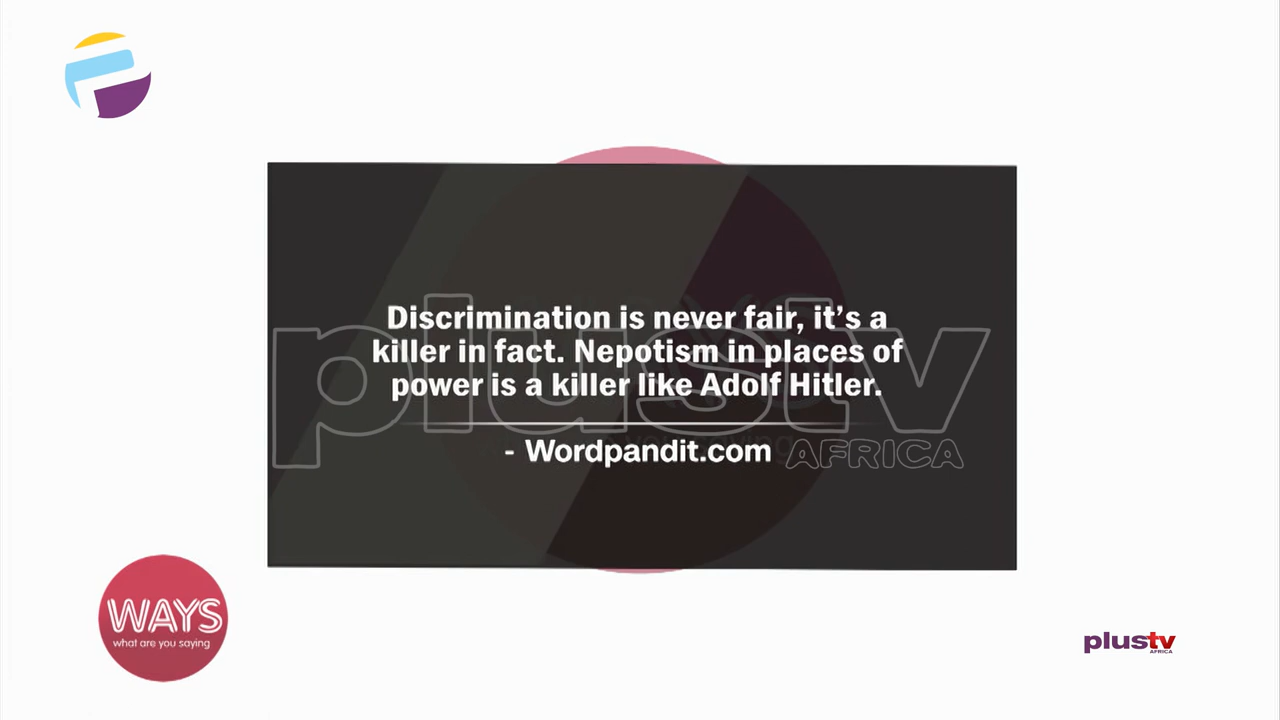 Discrimination is never fair, it's a
killer in fact. Nepotism in places of
power is a killer like Adolf Hitler.
- Wordpandit.com
plustv
AFRICA
WAYS
what are you saying
plustv
AFRICA